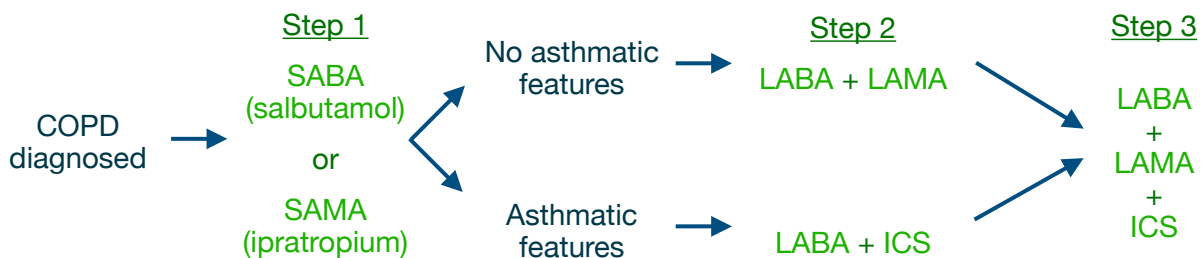 COPD
diagnosed
Step 1
SABA
(salbutamol)
or
SAMA
(ipratropium)
No asthmatic
features
Asthmatic
features
Step 2
LABA + LAMA
LABA + ICS
Step 3
LABA
+
LAMA
+
ICS